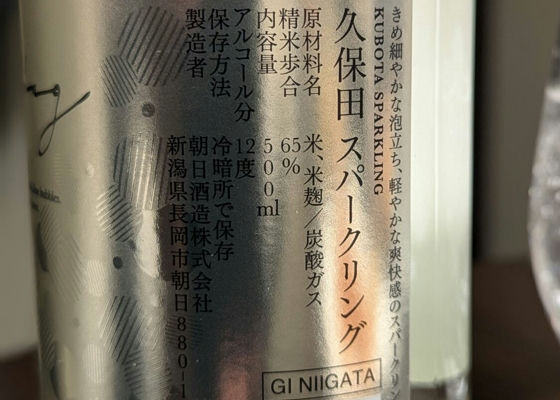 きめ細やかな泡立ち、軽やかな爽快感のスパークリン
KUBOTA SPARKLING
久保田 スパークリング
原材料名 米、米麹／炭酸ガス
精米歩合 65%
内容量 500ml
アルコール分 12度
保存方法 冷暗所で保存
製造者 朝日酒造株式会社
新潟県長岡市朝日880-1
GI NIIGATA